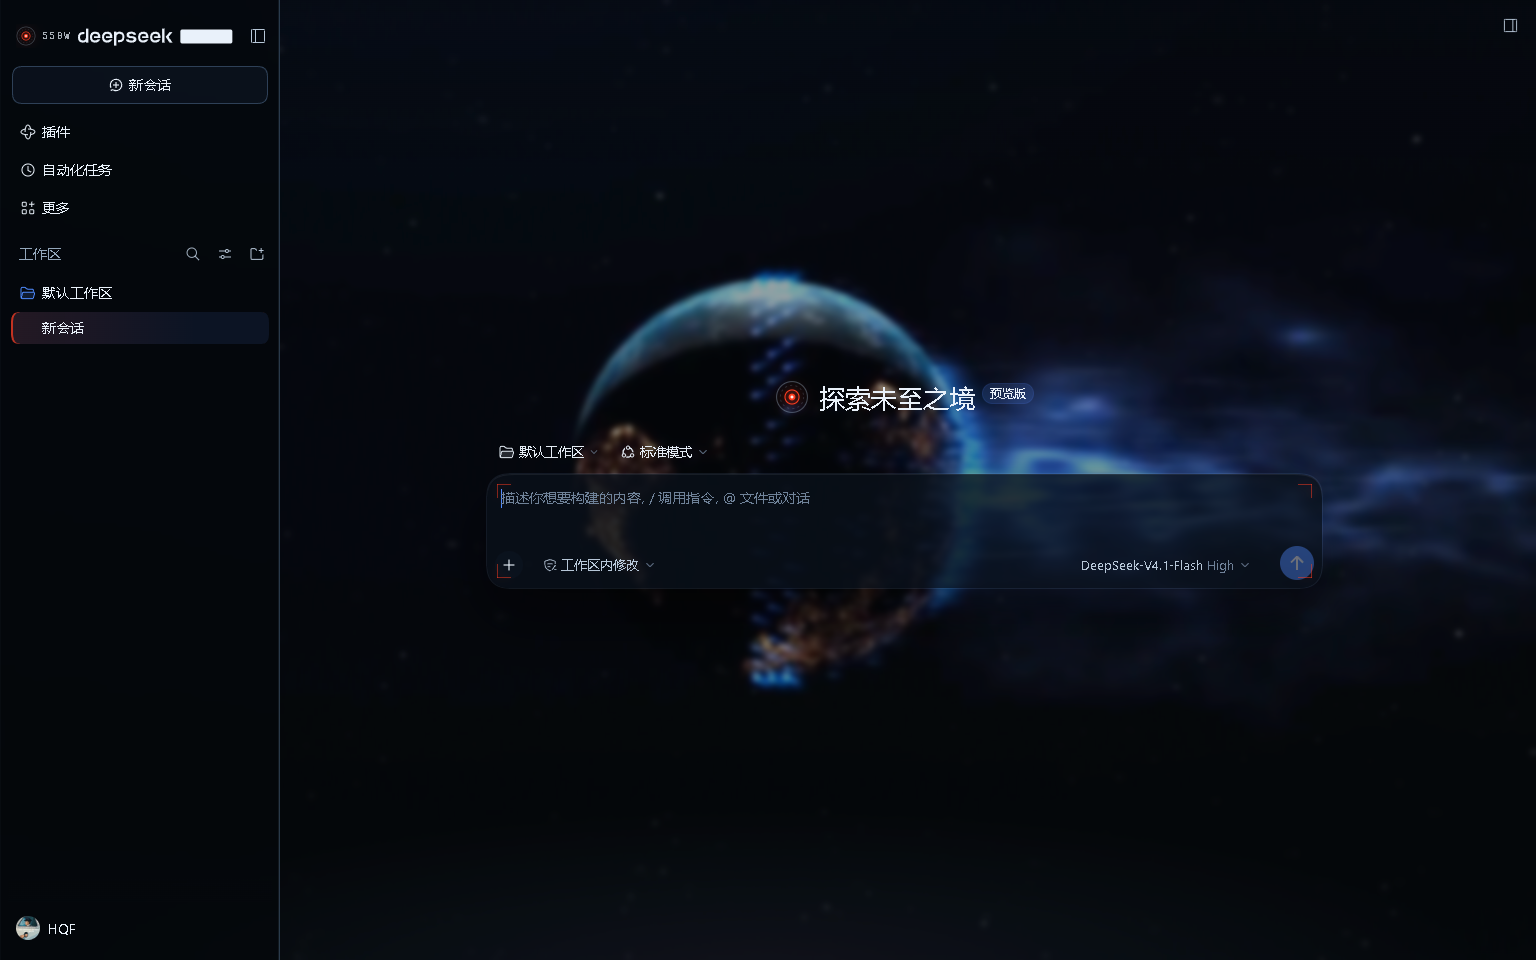 550W deepseek
新会话
插件
自动化任务
更多
工作区
默认工作区
新会话
探索未至之境 预览版
默认工作区 标准模式
描述你想要构建的内容, / 调用指令, @ 文件或对话
工作区内修改 DeepSeek-V4.1-Flash High
HQF